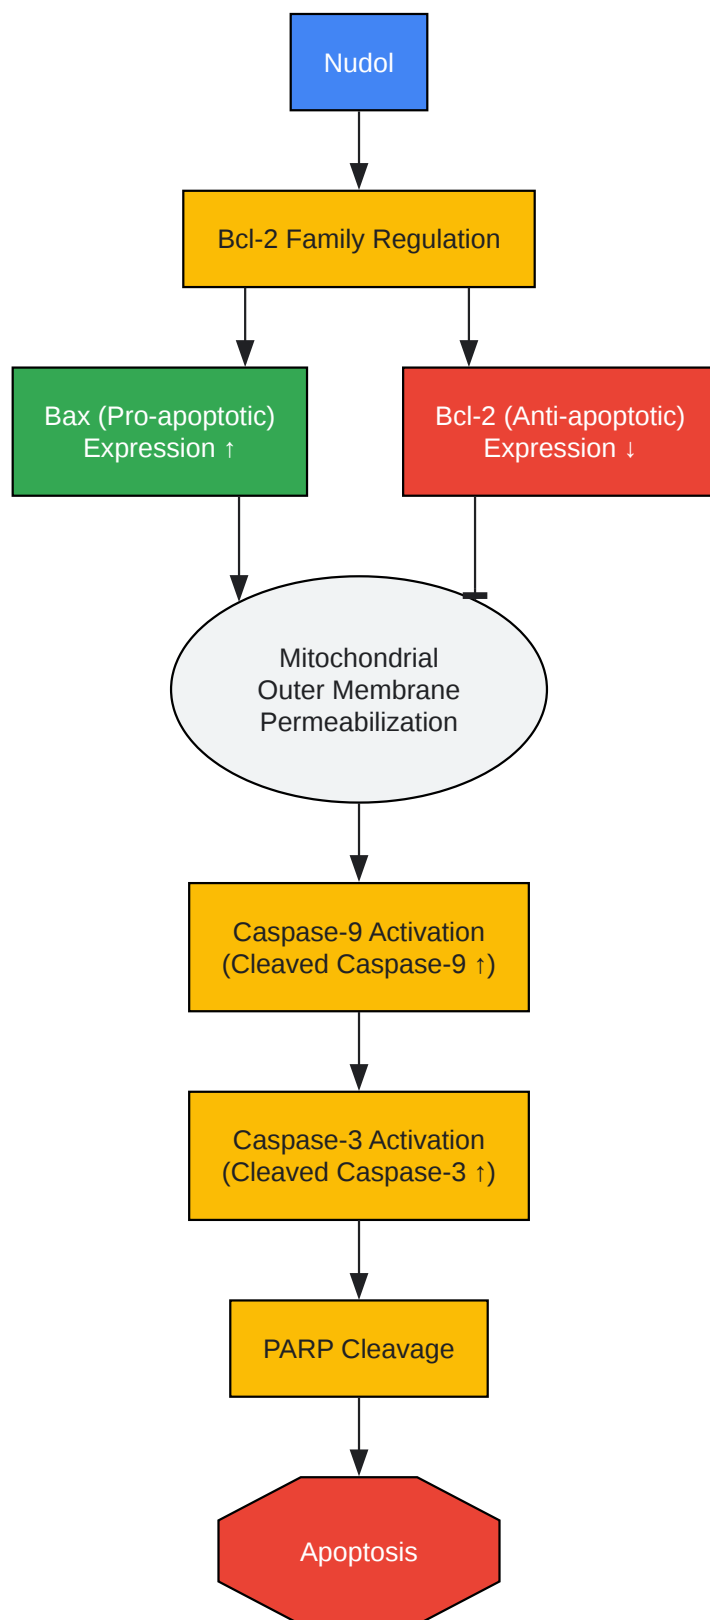 Nudol
Bcl-2 Family Regulation
Bax (Pro-apoptotic)
Expression ↑
Bcl-2 (Anti-apoptotic)
Expression ↓
Mitochondrial
Outer Membrane
Permeabilization
Caspase-9 Activation
(Cleaved Caspase-9 ↑)
Caspase-3 Activation
(Cleaved Caspase-3 ↑)
PARP Cleavage
Apoptosis